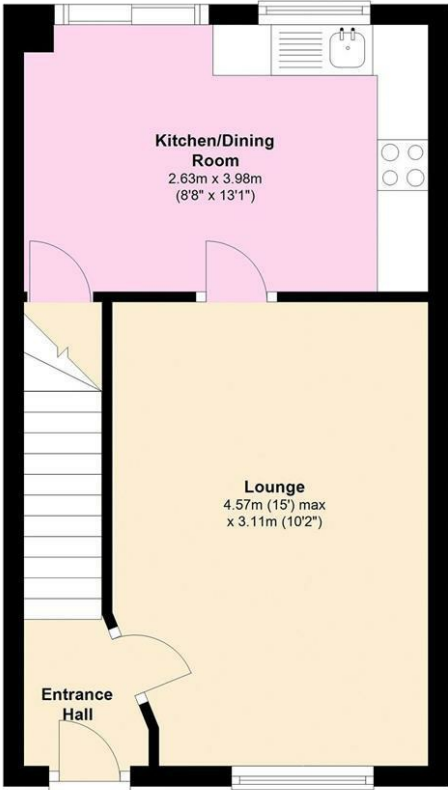 Kitchen/Dining
Room
2.63m x 3.98m
(8'8" x 13'1")
Lounge
4.57m (15') max
x 3.11m (10'2")
Entrance
Hall